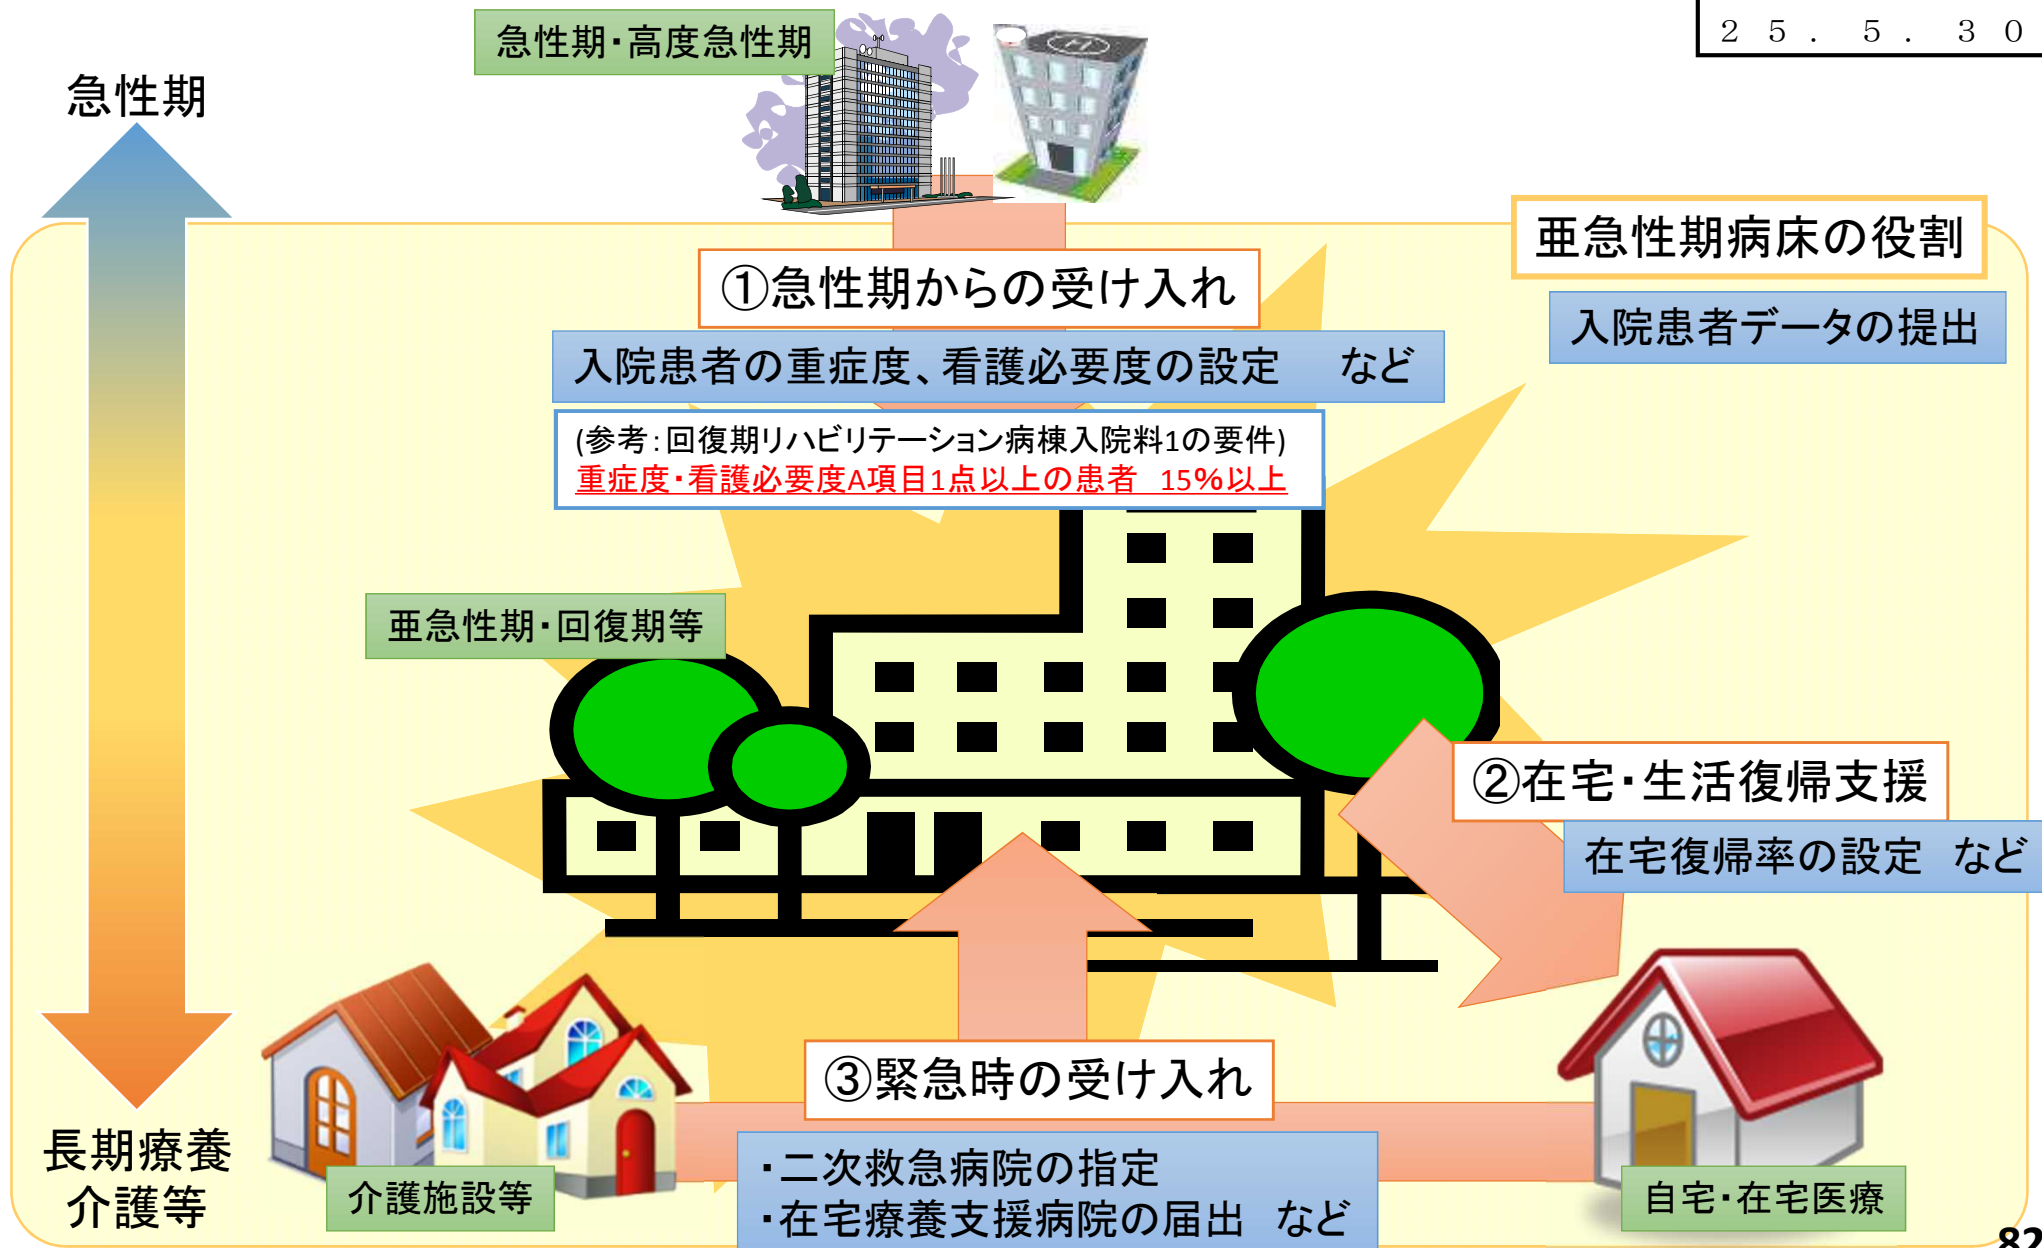 ２５．５．３０
急性期・高度急性期
急性期
亜急性期病床の役割
①急性期からの受け入れ
入院患者データの提出
入院患者の重症度、看護必要度の設定　など
(参考：回復期リハビリテーション病棟入院料1の要件)
重症度・看護必要度A項目1点以上の患者　15%以上
亜急性期・回復期等
②在宅・生活復帰支援
在宅復帰率の設定　など
③緊急時の受け入れ
長期療養
介護等
・二次救急病院の指定
・在宅療養支援病院の届出　など
介護施設等
自宅・在宅医療
82